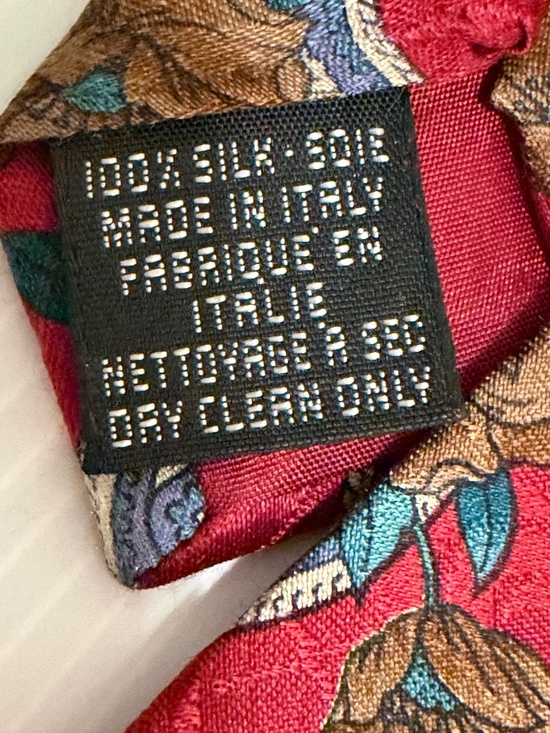 100% SILK · SOIE
MADE IN ITALY
FABRIQUE' EN
ITALIE
NETTOYAGE A SEC
DRY CLEAN ONLY